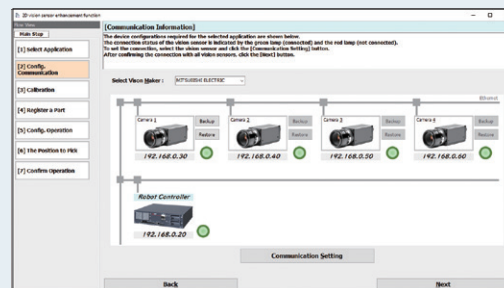 2D vision sensor enhancement function
Main Step
[1] Select Application
[2] Config.
Communication
[3] Calibration
[4] Register a Part
[5] Config. Operation
[6] The Position to Pick
[7] Confirm Operation
[Communication Information]
The device configurations required for the selected application are shown below.
The connection status of the vision sensor is indicated by the green lamp (connected) and the red lamp (not connected).
To set the connection, select the vision sensor and click the [Communication Setting] button.
After confirming the connection with all vision sensors, click the [Next] button.
Select Vision Maker :
MITSUBISHI ELECTRIC
Ethernet
Camera 1
Backup
Restore
192.168.0.30
Camera 2
Backup
Restore
192.168.0.40
Camera 3
Backup
Restore
192.168.0.50
Camera 4
Backup
Restore
192.168.0.60
Robot Controller
192.168.0.20
Communication Setting
Back
Next